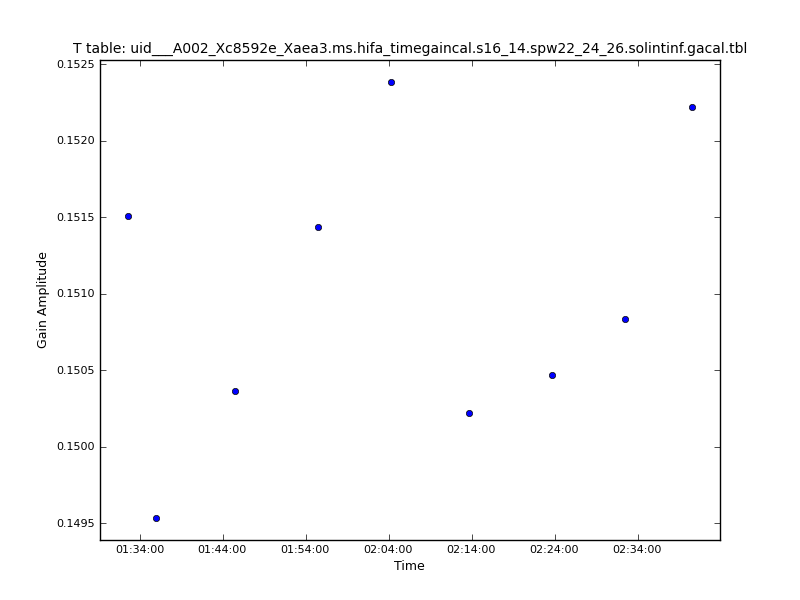 T table: uid___A002_Xc8592e_Xaea3.ms.hifa_timegaincal.s16_14.spw22_24_26.solintinf.gacal.tbl
0.1525
0.1520
0.1515
0.1510
0.1505
0.1500
0.1495
Gain Amplitude
01:34:00 01:44:00 01:54:00 02:04:00 02:14:00 02:24:00 02:34:00
Time